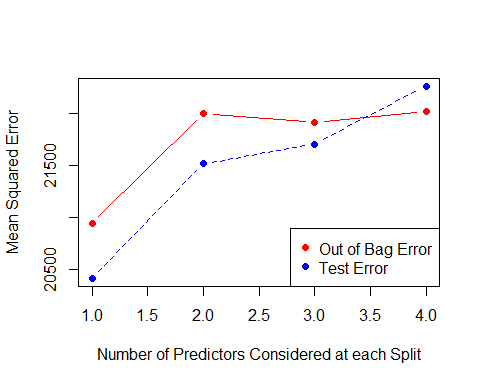 Mean Squared Error
21500
20500
Out of Bag Error
Test Error
1.0 1.5 2.0 2.5 3.0 3.5 4.0
Number of Predictors Considered at each Split